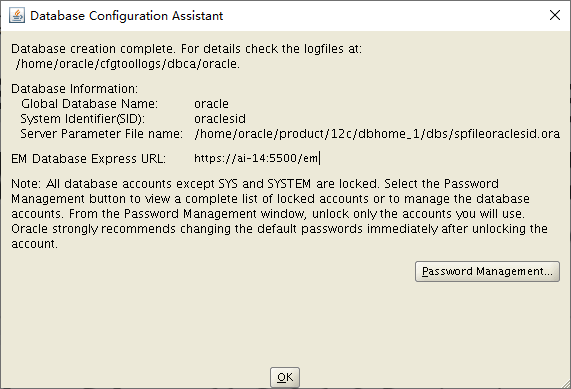 Database Configuration Assistant
Database creation complete. For details check the logfiles at:
/home/oracle/cfgtoollogs/dbca/oracle.
Database Information:
Global Database Name: oracle
System Identifier(SID): oraclesid
Server Parameter File name: /home/oracle/product/12c/dbhome_1/dbs/spfileoraclesid.ora
EM Database Express URL: https://ai-14:5500/em
Note: All database accounts except SYS and SYSTEM are locked. Select the Password
Management button to view a complete list of locked accounts or to manage the database
accounts. From the Password Management window, unlock only the accounts you will use.
Oracle strongly recommends changing the default passwords immediately after unlocking the
account.
Password Management...
OK